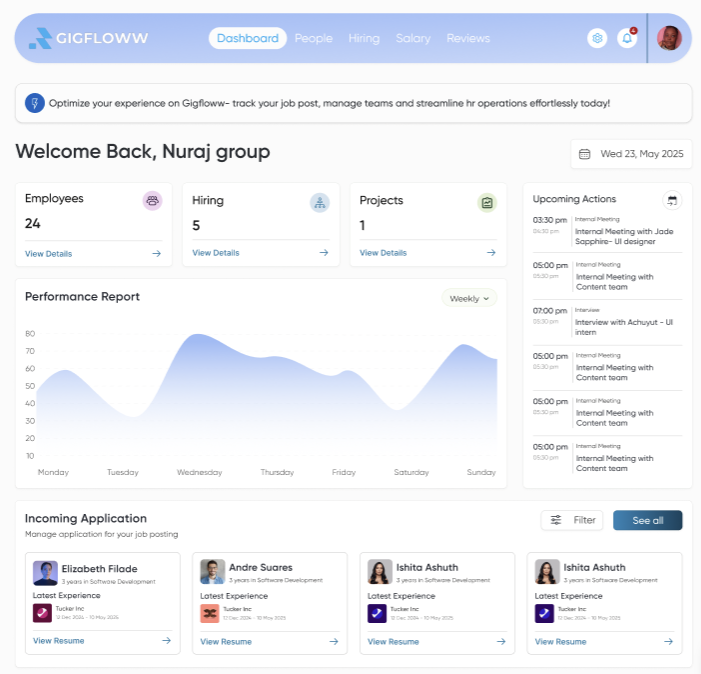 GIGFLOWW
Dashboard
People
Hiring
Salary
Reviews
4
Optimize your experience on Gigfloww- track your job post, manage teams and streamline hr operations effortlessly today!
Welcome Back, Nuraj group
Wed 23, May 2025
Employees
24
View Details
Hiring
5
View Details
Projects
1
View Details
Upcoming Actions
03:30 pm
04:30 pm
Internal Meeting
Internal Meeting with Jade
Sapphire- UI designer
05:00 pm
05:30 pm
Internal Meeting
Internal Meeting with
Content team
07:00 pm
05:30 pm
Interview
Interview with Achuyut - UI
intern
05:00 pm
05:30 pm
Internal Meeting
Internal Meeting with
Content team
05:00 pm
05:30 pm
Internal Meeting
Internal Meeting with
Content team
05:00 pm
05:30 pm
Internal Meeting
Internal Meeting with
Content team
Performance Report
Weekly
80
70
60
50
40
30
20
10
Monday
Tuesday
Wednesday
Thursday
Friday
Saturday
Sunday
Incoming Application
Manage application for your job posting
Filter
See all
Elizabeth Filade
3 years in Software Development
Latest Experience
Tucker Inc
12 Dec, 2024 - 10 May, 2025
View Resume
Andre Suares
3 years in Software Development
Latest Experience
Tucker Inc
Dec, 2024 - 10 May, 2025
View Resume
Ishita Ashuth
3 years in Software Development
Latest Experience
Tucker Inc
12 Dec, 2024 - 10 May, 2025
View Resume
Ishita Ashuth
3 years in Software Development
Latest Experience
Tucker Inc
Dec, 2024 - May, 2025
View Resume